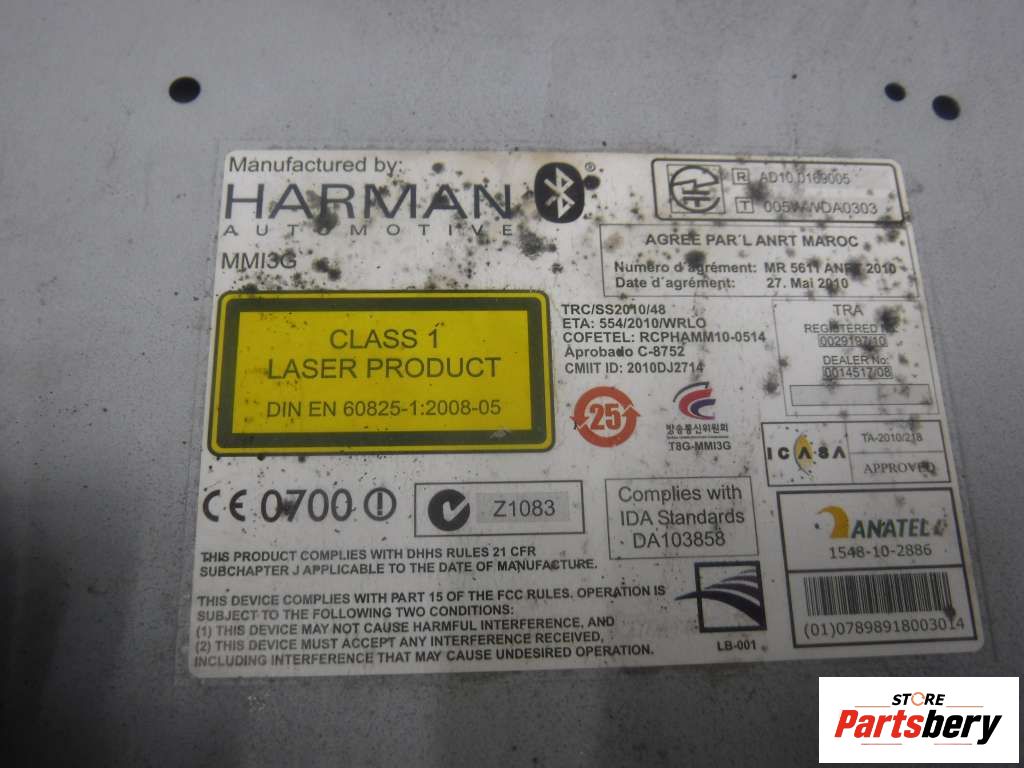 Manufactured by:
HARMAN
AUTOMOTIVE
MMI3G
®
R AD10.0169005
T
AGREE PAR´L ANRT MAROC
Numéro d´agrément: MR 5611 ANRT 2010
Date d´agrément: 27. Mai 2010
CLASS 1
LASER PRODUCT
DIN EN 60825-1:2008-05
TRC/SS2010/48
ETA: 554/2010/WRLO
COFETEL: RCPHAMM10-0514
Aprobado C-8752
CMIIT ID: 2010DJ2714
TRA
REGISTERED No:
0029197/10
DEALER No:
0014517/08
25
방송통신위원회
T8G-MMI3G
ICASA
TA-2010/218
APPROVED
CE 0700
Z1083
Complies with
IDA Standards
DA103858
ANATEL
1548-10-2886
(01)07898918003014
THIS PRODUCT COMPLIES WITH DHHS RULES 21 CFR
SUBCHAPTER J APPLICABLE TO THE DATE OF MANUFACTURE.
THIS DEVICE COMPLIES WITH PART 15 OF THE FCC RULES. OPERATION IS
SUBJECT TO THE FOLLOWING TWO CONDITIONS:
(1) THIS DEVICE MAY NOT CAUSE HARMFUL INTERFERENCE, AND
(2) THIS DEVICE MUST ACCEPT ANY INTERFERENCE RECEIVED,
INCLUDING INTERFERENCE THAT MAY CAUSE UNDESIRED OPERATION.
LB-001
STORE
Partsbery